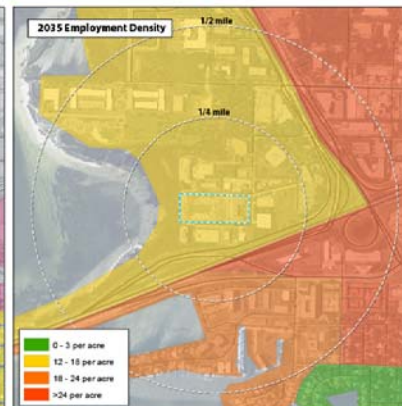 2035 Employment Density
1/2 mile
1/4 mile
0 - 3 per acre
12 - 18 per acre
18 - 24 per acre
>24 per acre